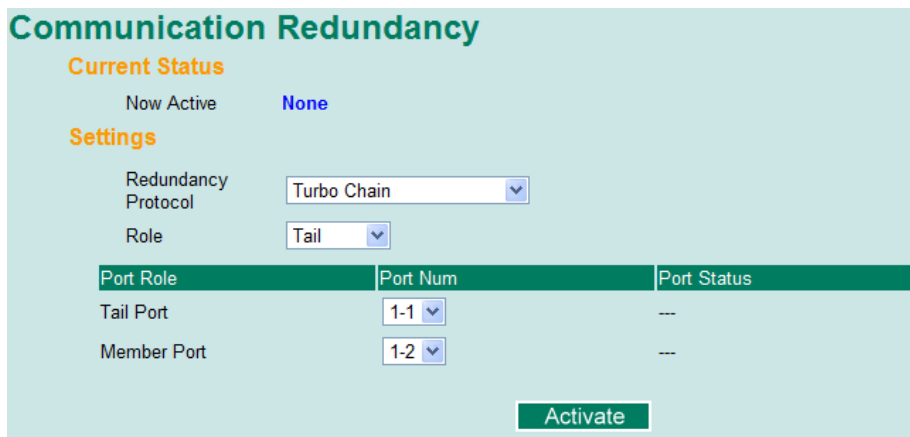 Communication Redundancy
Current Status
Now Active None
Settings
Redundancy
Protocol
Turbo Chain
Role Tail
Port Role Port Num Port Status
Tail Port 1-1 ---
Member Port 1-2 ---
Activate